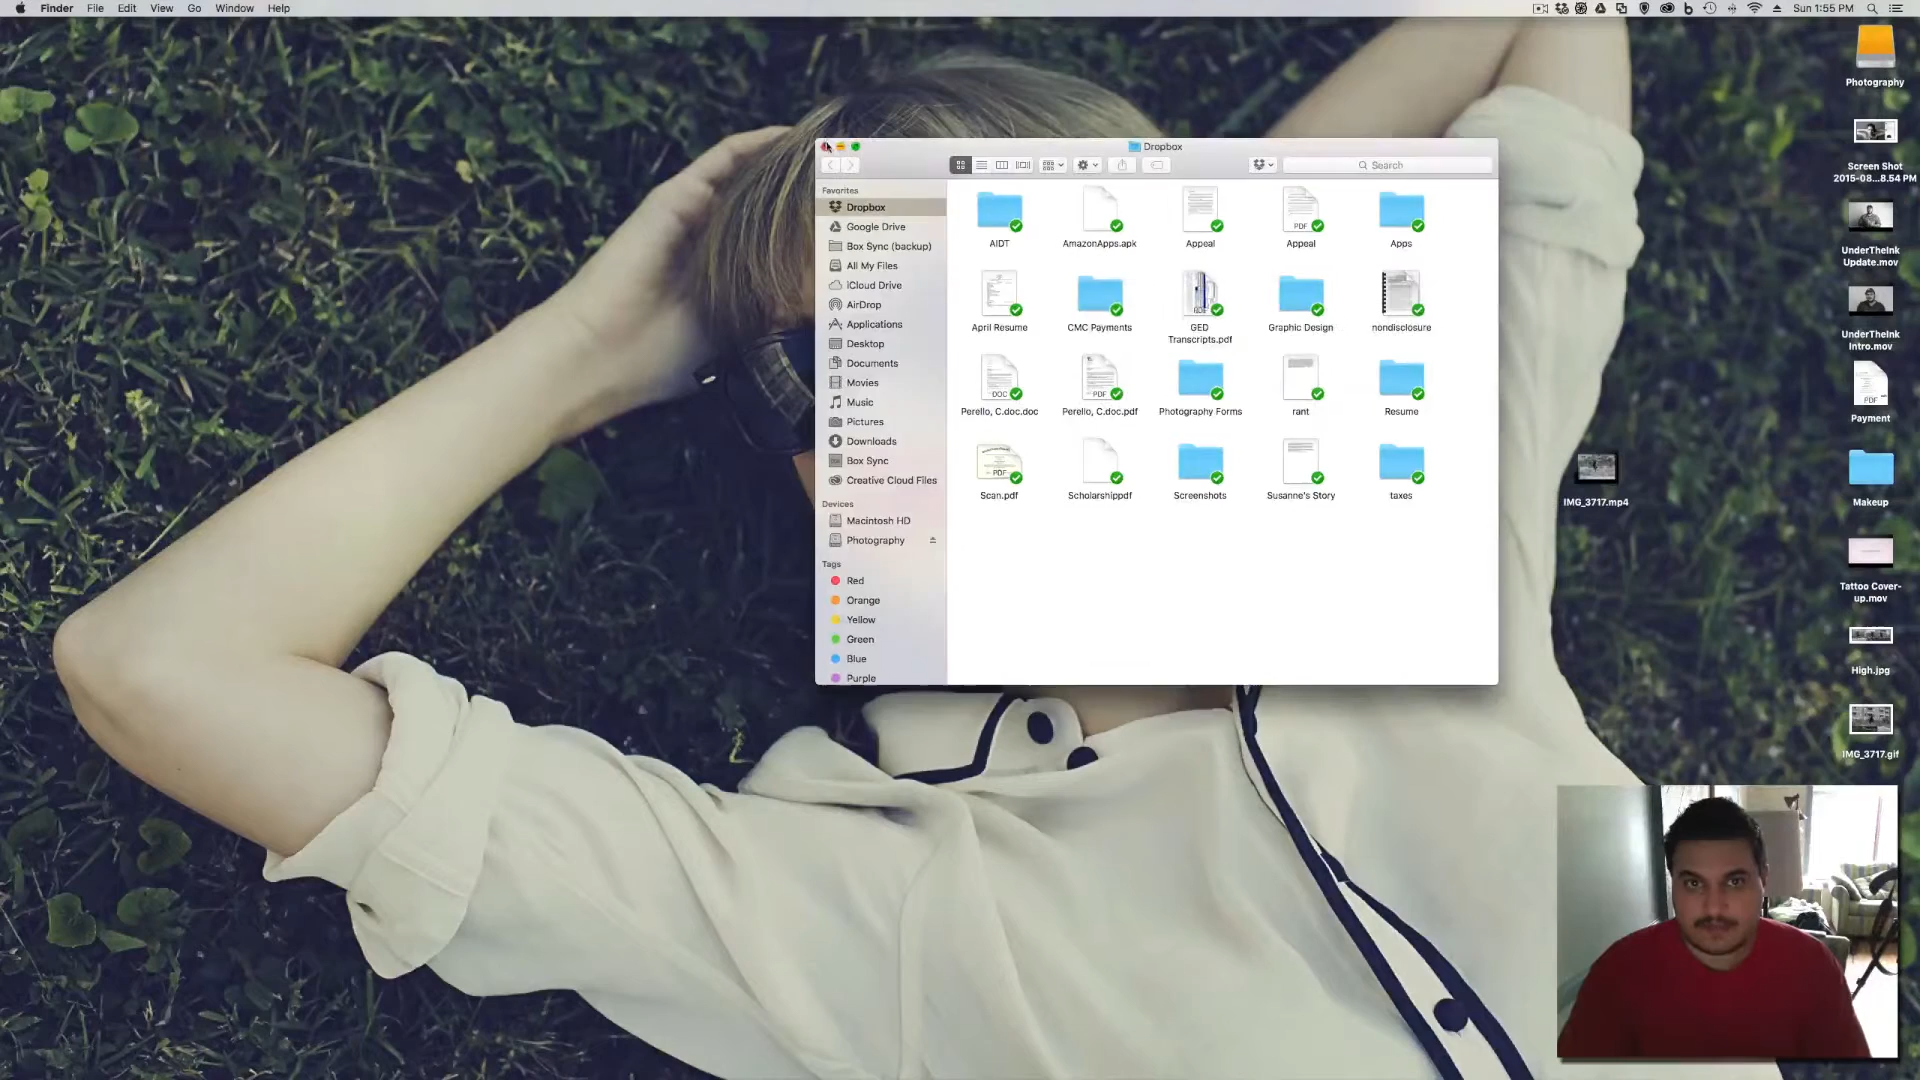 Finder File Edit View Go Window Help
Sun 1:55 PM
Dropbox
Search
Favorites
Dropbox
Google Drive
Box Sync (backup)
All My Files
iCloud Drive
AirDrop
Applications
Desktop
Documents
Movies
Music
Pictures
Downloads
Box Sync
Creative Cloud Files
Devices
Macintosh HD
Photography
Tags
Red
Orange
Yellow
Green
Blue
Purple
AIDT
AmazonApps.apk
Appeal
PDF
Appeal
Apps
April Resume
CMC Payments
GED
Transcripts.pdf
Graphic Design
nondisclosure
DOC
Perello, C.doc.doc
PDF
Perello, C.doc.pdf
Photography Forms
rant
Resume
PDF
Scan.pdf
Scholarshippdf
Screenshots
Susanne's Story
taxes
IMG_3717.mp4
Photography
Screen Shot
2015-08...8.54 PM
UnderTheInk
Update.mov
UnderTheInk
Intro.mov
PDF
Payment
Makeup
Tattoo Cover-
up.mov
High.jpg
IMG_3717.gif